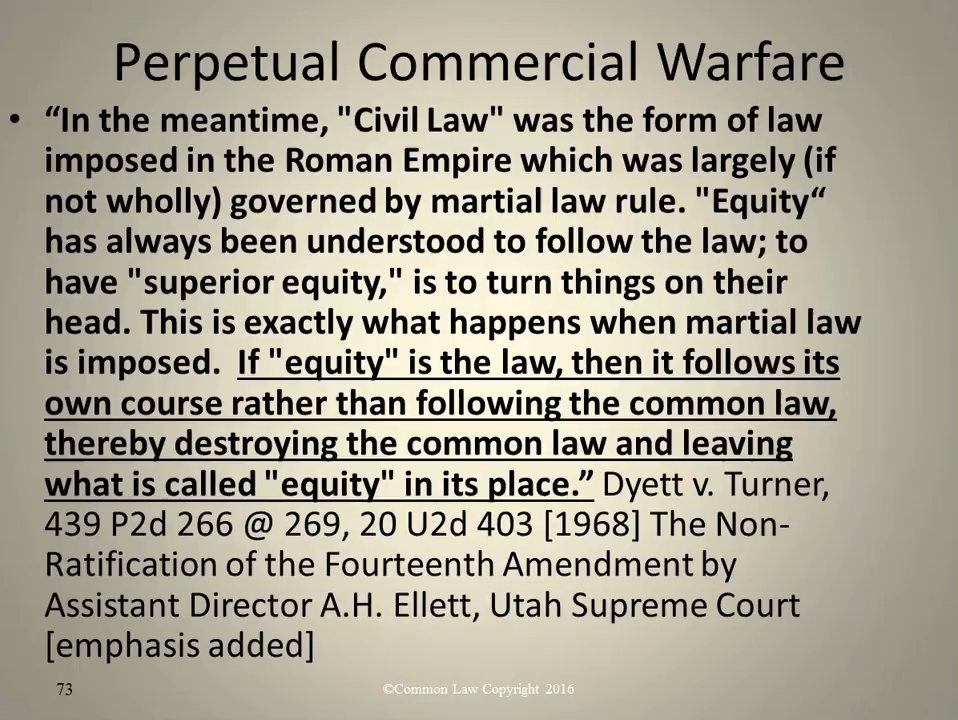 Perpetual Commercial Warfare
• “In the meantime, "Civil Law" was the form of law
imposed in the Roman Empire which was largely (if
not wholly) governed by martial law rule. "Equity“
has always been understood to follow the law; to
have "superior equity," is to turn things on their
head. This is exactly what happens when martial law
is imposed. If "equity" is the law, then it follows its
own course rather than following the common law,
thereby destroying the common law and leaving
what is called "equity" in its place.” Dyett v. Turner,
439 P2d 266 @ 269, 20 U2d 403 [1968] The Non-
Ratification of the Fourteenth Amendment by
Assistant Director A.H. Ellett, Utah Supreme Court
[emphasis added]
73
©Common Law Copyright 2016